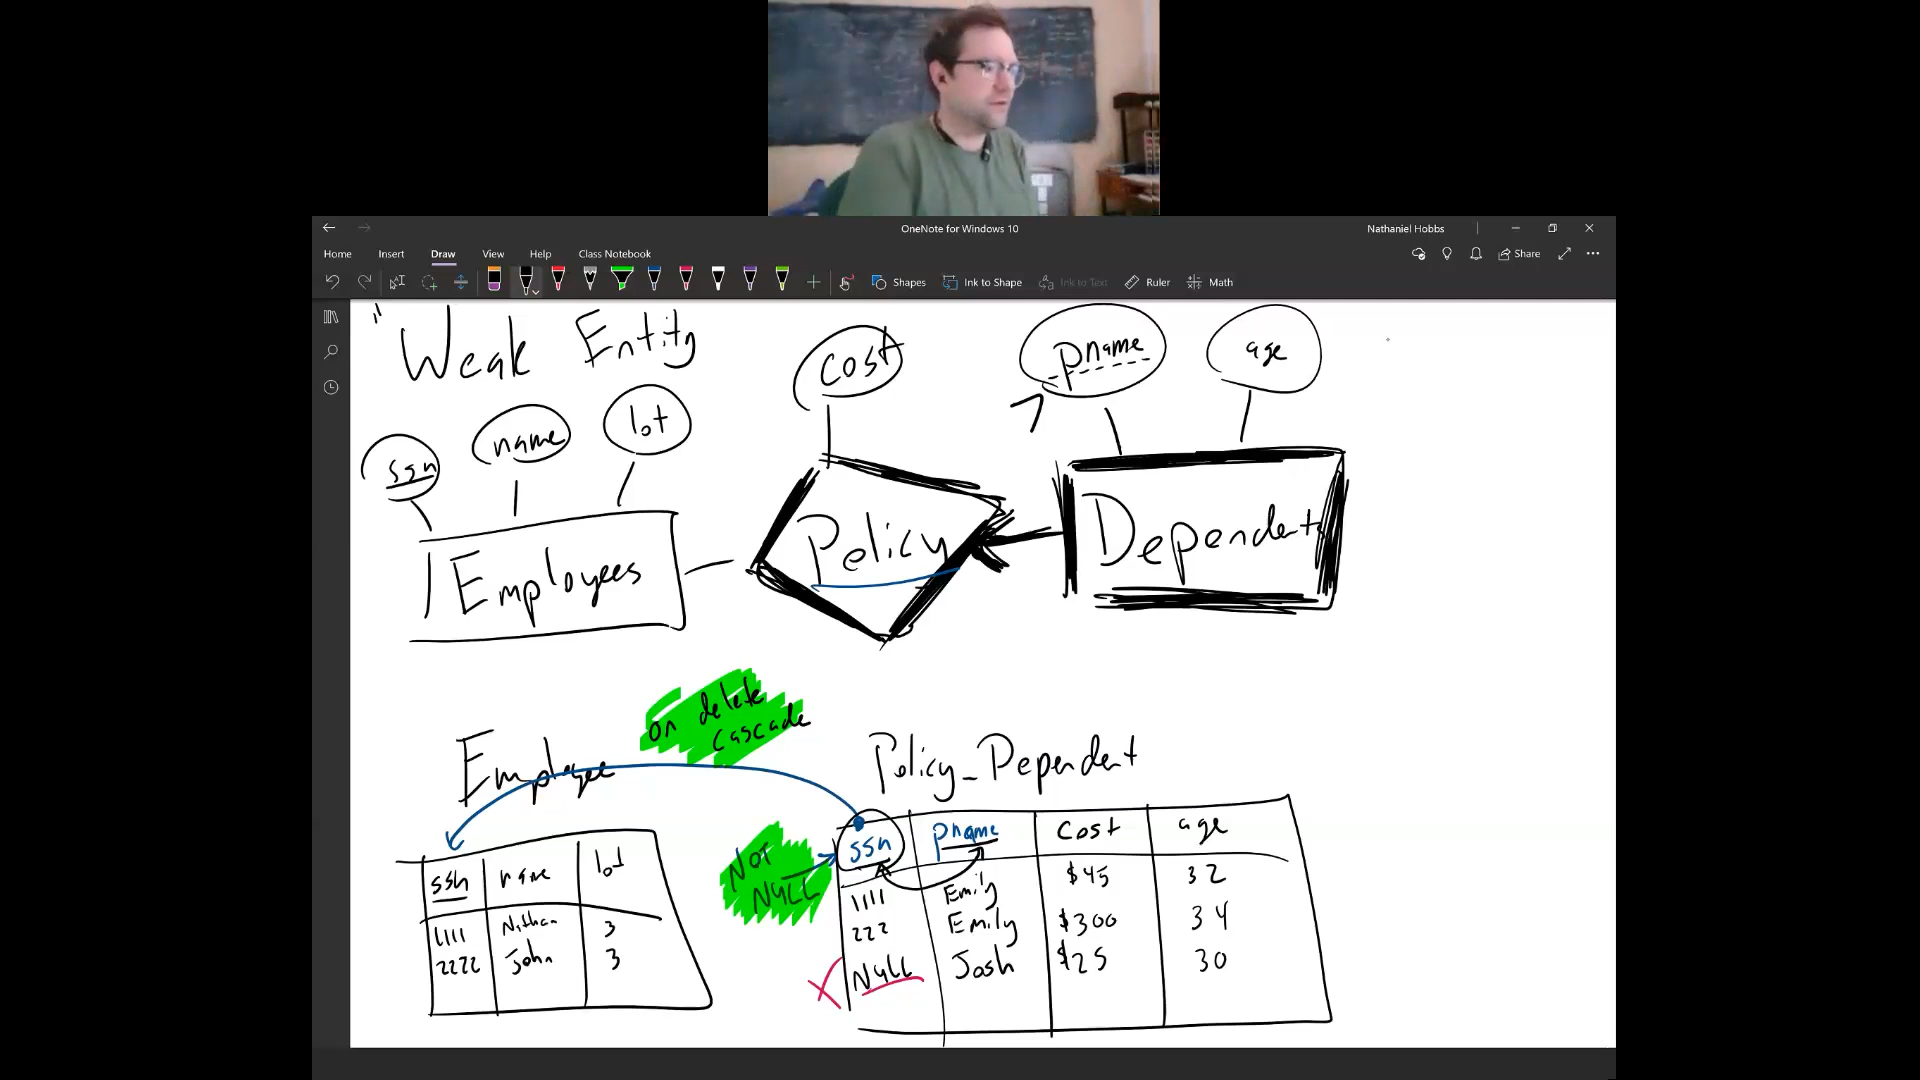 OneNote for Windows 10
Nathaniel Hobbs
Home Insert Draw View Help Class Notebook
Share
Shapes Ink to Shape Ink to Text Ruler Math
" Weak Entity
cost
pname
age
ssn
name
lot
Employees
Policy
Dependents
on delete
cascade
Employee
Policy_Dependent
NOT
NULL
ssn pname cost age
1111 Emily $45 32
222 Emily $300 34
NULL Josh $25 30
ssn name lot
1111 Nathan 3
2222 John 3